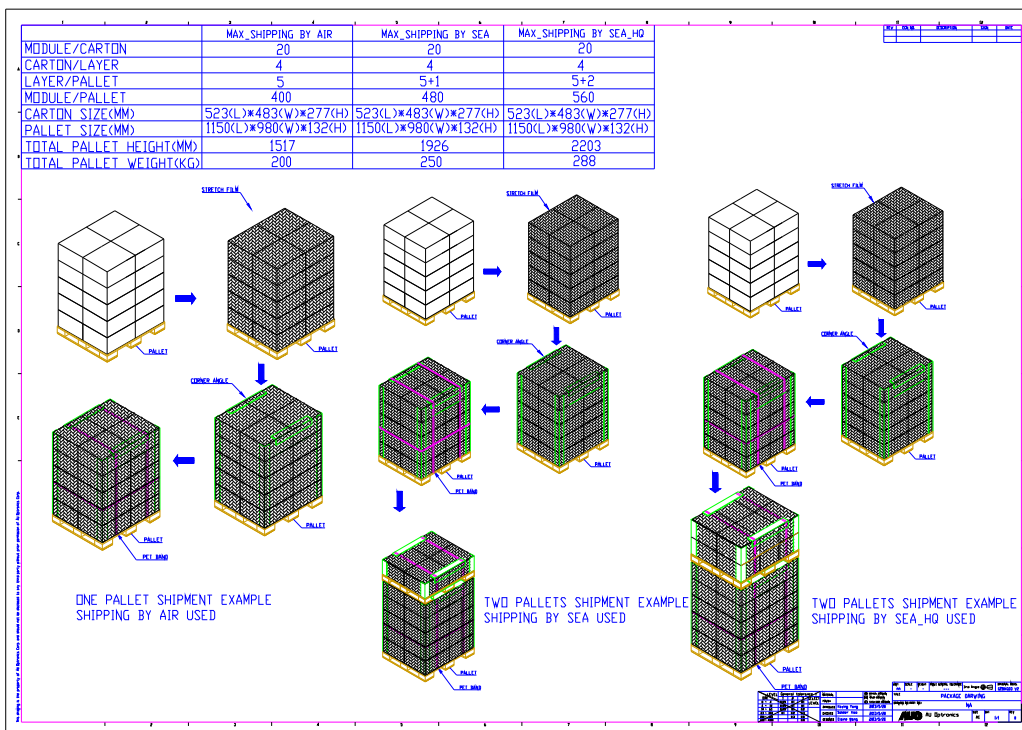 MAX_SHIPPING BY AIR MAX_SHIPPING BY SEA MAX_SHIPPING BY SEA_HQ
MODULE/CARTON 20 20 20
CARTON/LAYER 4 4 4
LAYER/PALLET 5 5+1 5+2
MODULE/PALLET 400 480 560
CARTON SIZE(MM) 523(L)*483(W)*277(H) 523(L)*483(W)*277(H) 523(L)*483(W)*277(H)
PALLET SIZE(MM) 1150(L)*980(W)*132(H) 1150(L)*980(W)*132(H) 1150(L)*980(W)*132(H)
TOTAL PALLET HEIGHT(MM) 1517 1926 2203
TOTAL PALLET WEIGHT(KG) 200 250 288
STRETCH FILM
STRETCH FILM
STRETCH FILM
PALLET
PALLET
PALLET
PALLET
PALLET
PALLET
CORNER ANGLE
CORNER ANGLE
CORNER ANGLE
PALLET
PALLET
PALLET
PALLET
PALLET
PALLET
PET BAND
PET BAND
PET BAND
ONE PALLET SHIPMENT EXAMPLE
SHIPPING BY AIR USED
TWO PALLETS SHIPMENT EXAMPLE
SHIPPING BY SEA USED
PALLET
PET BAND
TWO PALLETS SHIPMENT EXAMPLE
SHIPPING BY SEA_HQ USED
PALLET
PET BAND
PACKAGE DRAWING
AUO AU Optronics